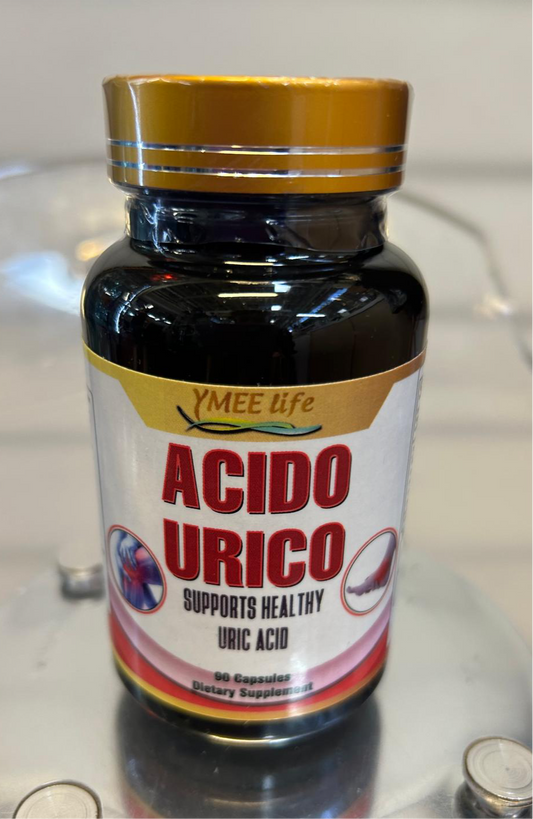 YMEE life
ACIDO
URICO
SUPPORTS HEALTHY
URIC ACID
90 Capsules
Dietary Supplement